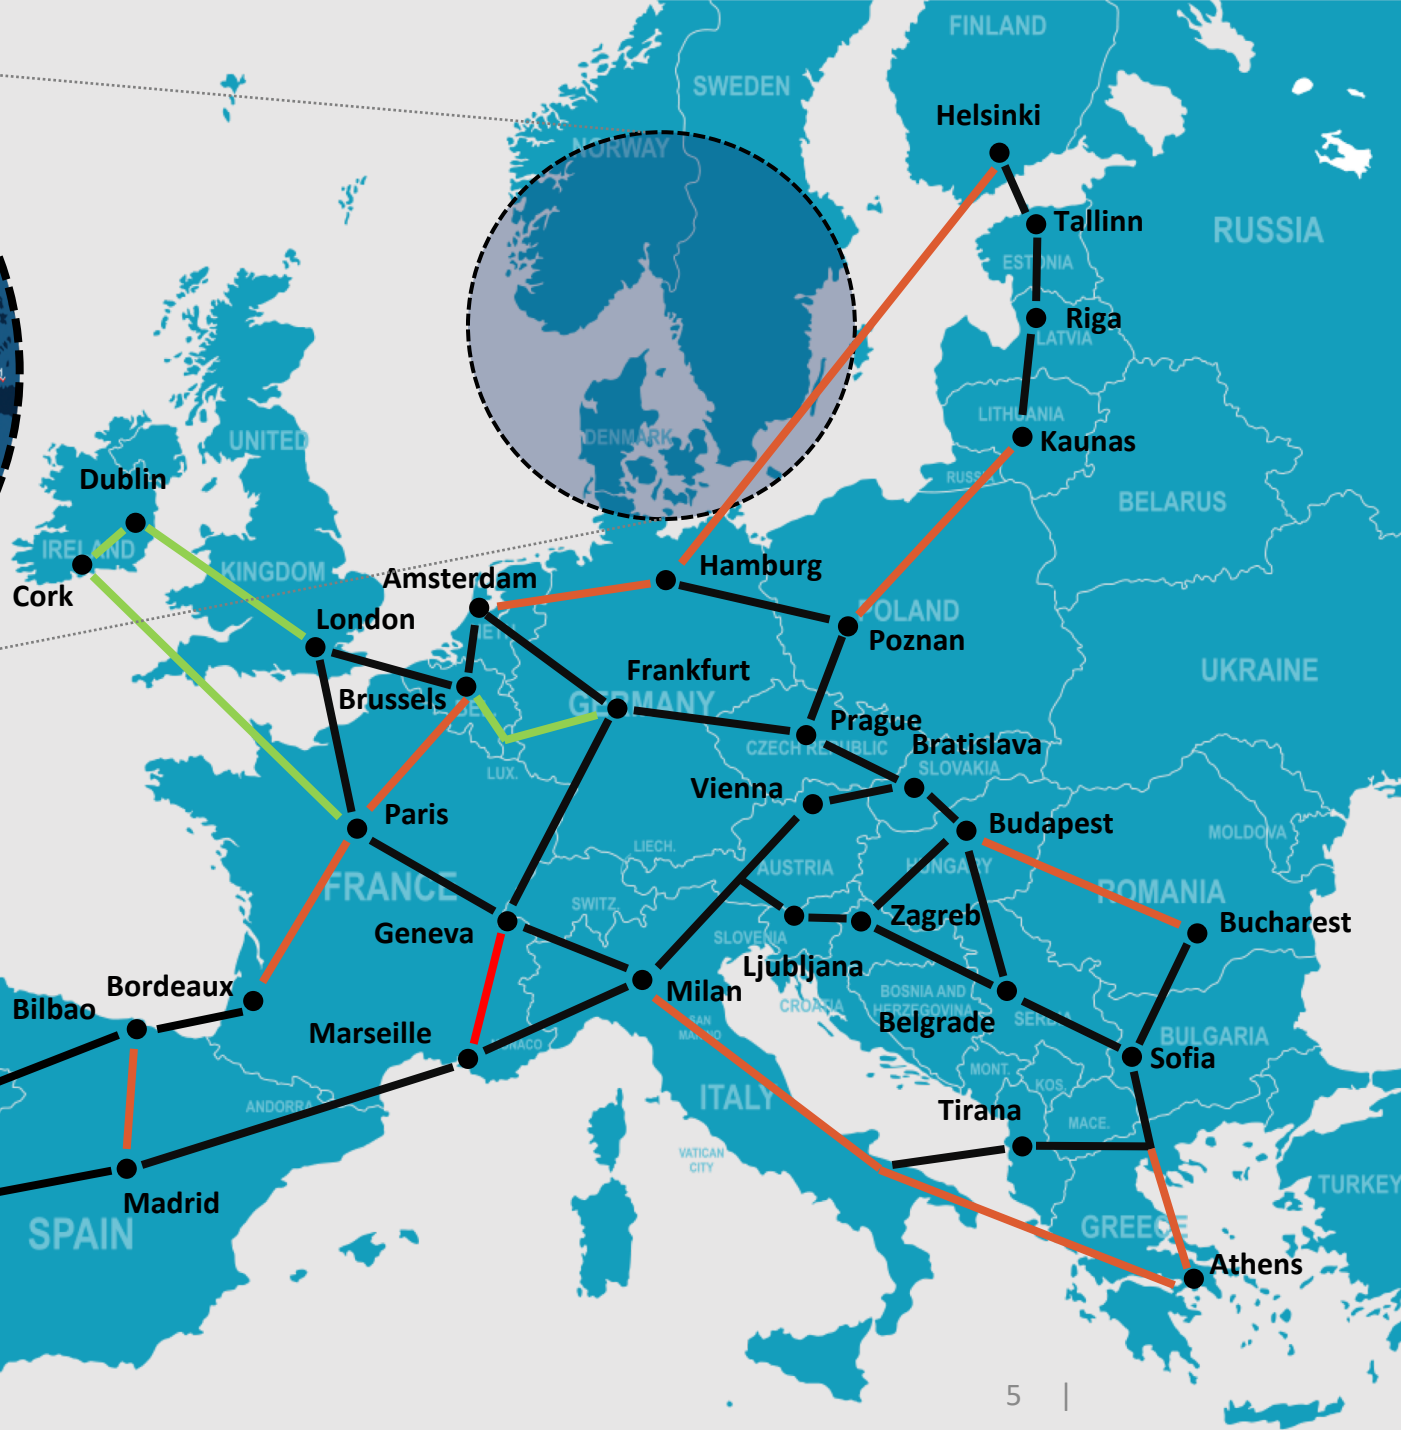 FINLAND
SWEDEN
Helsinki
NORWAY
Tallinn
RUSSIA
ESTONIA
Riga
LATVIA
LITHUANIA
UNITED
DENMARK
Kaunas
Dublin
RUSSIA
BELARUS
IRELAND
KINGDOM
Amsterdam
Hamburg
Cork
London
POLAND
NETH.
Poznan
Frankfurt
UKRAINE
Brussels
BEL.
GERMANY
Prague
CZECH REPUBLIC
Bratislava
SLOVAKIA
LUX.
Vienna
Paris
Budapest
MOLDOVA
LIECH.
AUSTRIA
HUNGARY
FRANCE
ROMANIA
SWITZ.
Zagreb
Bucharest
Geneva
SLOVENIA
Ljubljana
Bordeaux
Milan
BOSNIA AND
HERZEGOVINA
CROATIA
Bilbao
SAN
MARINO
Belgrade
SERBIA
Marseille
MONACO
BULGARIA
Sofia
MONT.
KOS.
ITALY
ANDORRA
Tirana
MACE.
VATICAN
CITY
Madrid
TURKEY
SPAIN
GREECE
Athens
5 |